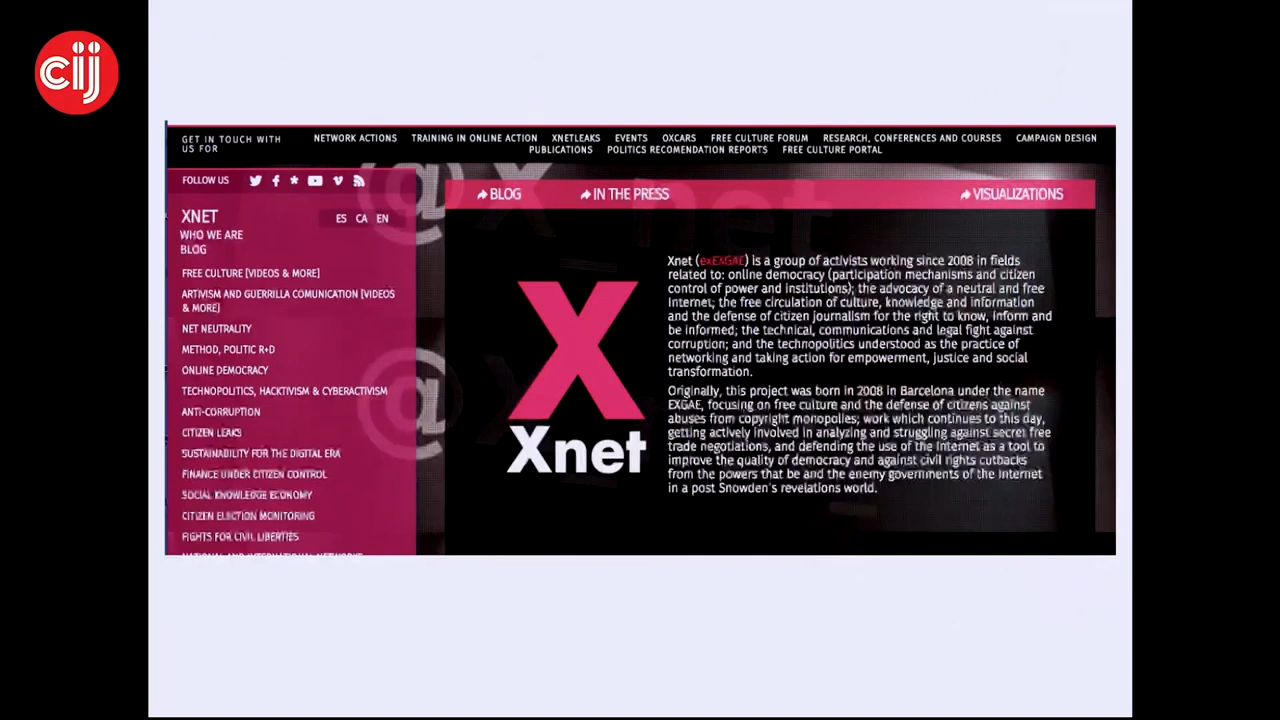 cij
GET IN TOUCH WITH
US FOR
NETWORK ACTIONS TRAINING IN ONLINE ACTION XNETLEAKS EVENTS OXCARS FREE CULTURE FORUM RESEARCH, CONFERENCES AND COURSES CAMPAIGN DESIGN
PUBLICATIONS POLITICS RECOMENDATION REPORTS FREE CULTURE PORTAL
FOLLOW US
XNET
ES CA EN
WHO WE ARE
BLOG
FREE CULTURE [VIDEOS & MORE]
ARTIVISM AND GUERRILLA COMUNICATION [VIDEOS
& MORE]
NET NEUTRALITY
METHOD, POLITIC R+D
ONLINE DEMOCRACY
TECHNOPOLITICS, HACKTIVISM & CYBERACTIVISM
ANTI-CORRUPTION
CITIZEN LEAKS
SUSTAINABILITY FOR THE DIGITAL ERA
FINANCE UNDER CITIZEN CONTROL
SOCIAL KNOWLEDGE ECONOMY
CITIZEN ELECTION MONITORING
FIGHTS FOR CIVIL LIBERTIES
NATIONAL AND INTERNATIONAL NETWORKS
BLOG IN THE PRESS VISUALIZATIONS
X
Xnet
Xnet (exEXGAE) is a group of activists working since 2008 in fields
related to: online democracy (participation mechanisms and citizen
control of power and institutions); the advocacy of a neutral and free
Internet; the free circulation of culture, knowledge and information
and the defense of citizen journalism for the right to know, inform and
be informed; the technical, communications and legal fight against
corruption; and the technopolitics understood as the practice of
networking and taking action for empowerment, justice and social
transformation.
Originally, this project was born in 2008 in Barcelona under the name
EXGAE, focusing on free culture and the defense of citizens against
abuses from copyright monopolies; work which continues to this day,
getting actively involved in analyzing and struggling against secret free
trade negotiations, and defending the use of the Internet as a tool to
improve the quality of democracy and against civil rights cutbacks
from the powers that be and the enemy governments of the Internet
in a post Snowden's revelations world.
@X net
@X